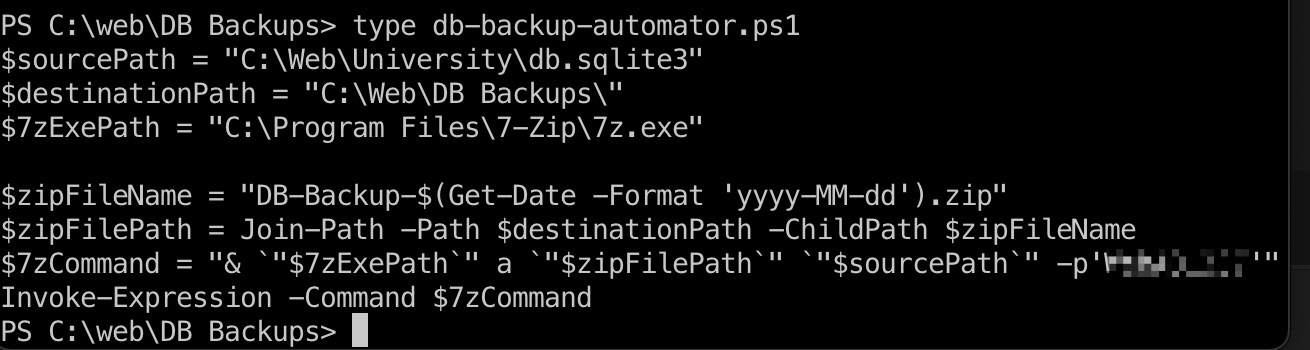 PS C:\web\DB Backups> type db-backup-automator.ps1
$sourcePath = "C:\Web\University\db.sqlite3"
$destinationPath = "C:\Web\DB Backups\"
$7zExePath = "C:\Program Files\7-Zip\7z.exe"
$zipFileName = "DB-Backup-$(Get-Date -Format 'yyyy-MM-dd').zip"
$zipFilePath = Join-Path -Path $destinationPath -ChildPath $zipFileName
$7zCommand = "& `"$7zExePath`" a `"$zipFilePath`" `"$sourcePath`" -p' '"
Invoke-Expression -Command $7zCommand
PS C:\web\DB Backups>